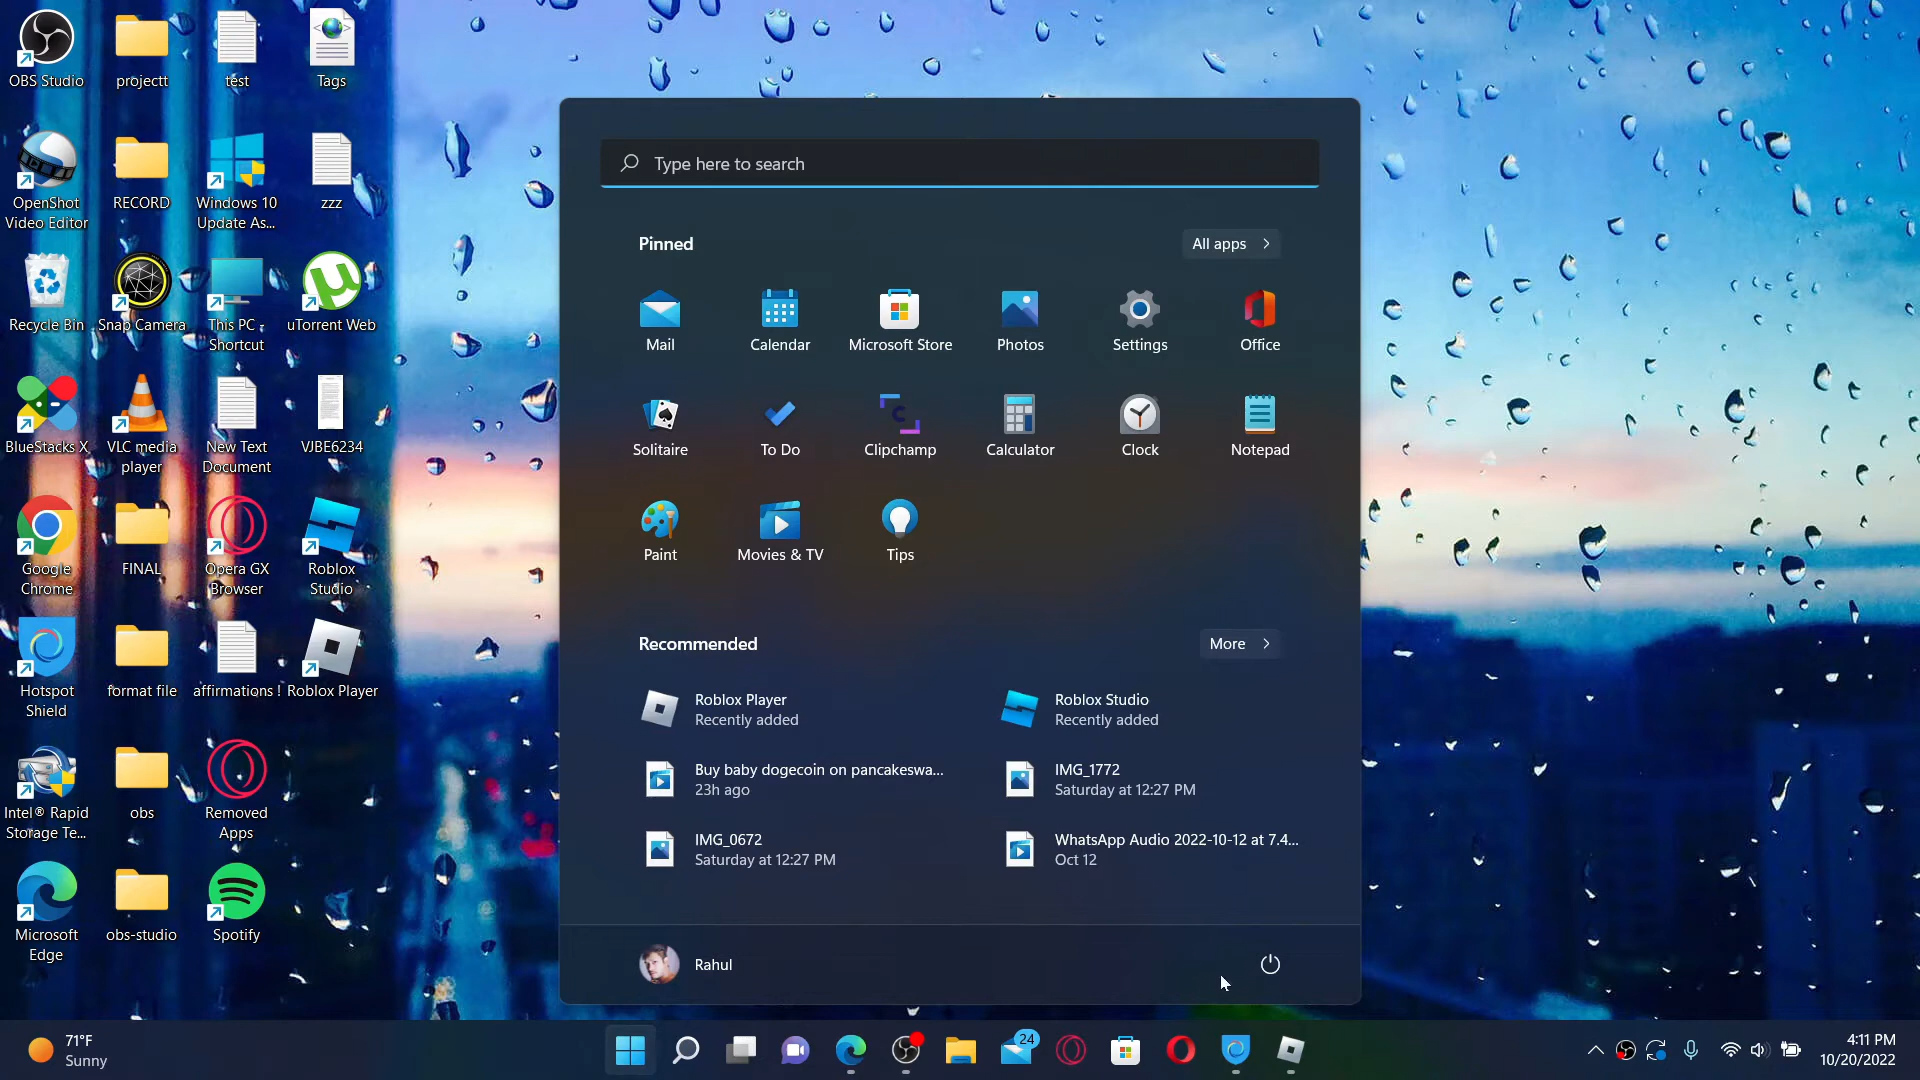 OBS Studio
projectt
test
Tags
OpenShot
Video Editor
RECORD
Windows 10
Update As...
zzz
Recycle Bin
Snap Camera
This PC -
Shortcut
uTorrent Web
BlueStacks X
VLC media
player
New Text
Document
VJBE6234
Google
Chrome
FINAL
Opera GX
Browser
Roblox
Studio
Hotspot
Shield
format file
affirmations !
Roblox Player
Intel® Rapid
Storage Te...
obs
Removed
Apps
Microsoft
Edge
obs-studio
Spotify
Type here to search
Pinned
All apps
Mail
Calendar
Microsoft Store
Photos
Settings
Office
Solitaire
To Do
Clipchamp
Calculator
Clock
Notepad
Paint
Movies & TV
Tips
Recommended
More
Roblox Player
Recently added
Roblox Studio
Recently added
Buy baby dogecoin on pancakeswa...
23h ago
IMG_1772
Saturday at 12:27 PM
IMG_0672
Saturday at 12:27 PM
WhatsApp Audio 2022-10-12 at 7.4...
Oct 12
Rahul
71°F
Sunny
24
4:11 PM
10/20/2022